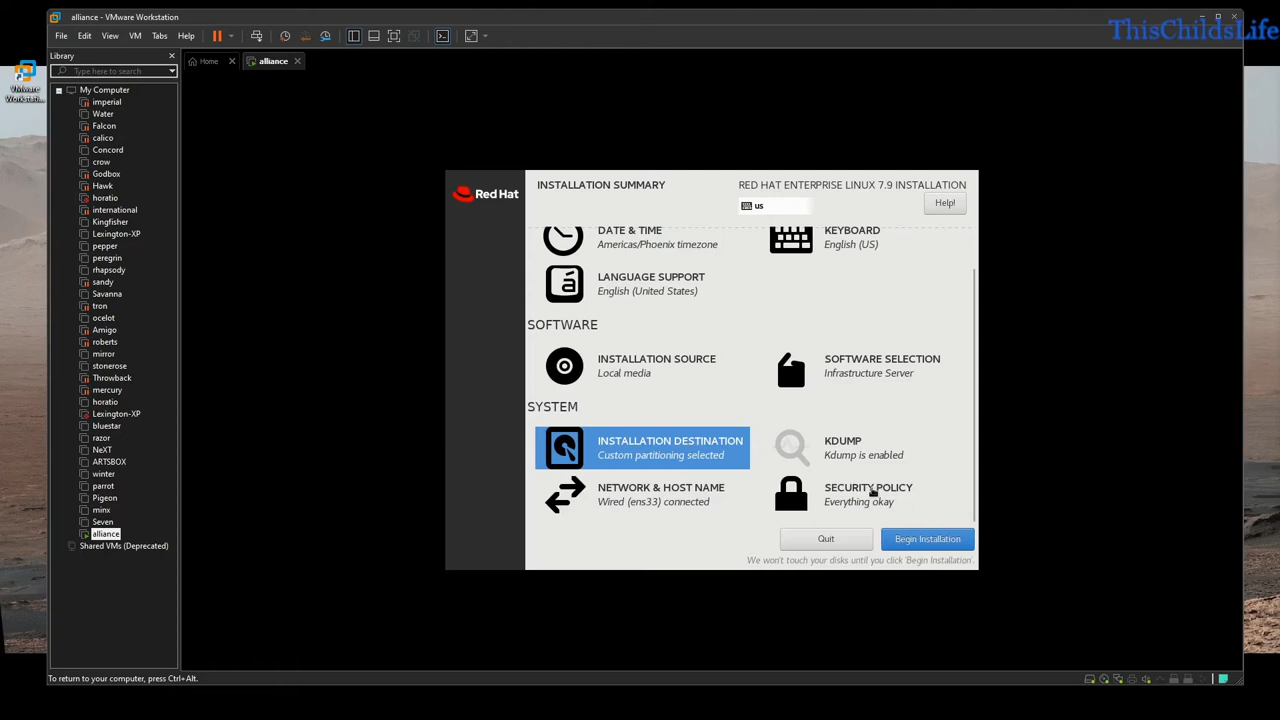 alliance - VMware Workstation
ThisChildsLife
File Edit View VM Tabs Help
Library
Type here to search
Home
alliance
VMware
Workstati...
My Computer
imperial
Water
Falcon
calico
Concord
crow
Godbox
Hawk
horatio
international
Kingfisher
Lexington-XP
pepper
peregrin
rhapsody
sandy
Savanna
tron
ocelot
Amigo
roberts
mirror
stonerose
Throwback
mercury
horatio
Lexington-XP
bluestar
razor
NeXT
ARTSBOX
winter
parrot
Pigeon
minx
Seven
alliance
Shared VMs (Deprecated)
Red Hat
INSTALLATION SUMMARY
RED HAT ENTERPRISE LINUX 7.9 INSTALLATION
us
Help!
DATE & TIME
Americas/Phoenix timezone
KEYBOARD
English (US)
LANGUAGE SUPPORT
English (United States)
SOFTWARE
INSTALLATION SOURCE
Local media
SOFTWARE SELECTION
Infrastructure Server
SYSTEM
INSTALLATION DESTINATION
Custom partitioning selected
KDUMP
Kdump is enabled
NETWORK & HOST NAME
Wired (ens33) connected
SECURITY POLICY
Everything okay
Quit
Begin Installation
We won't touch your disks until you click 'Begin Installation'.
To return to your computer, press Ctrl+Alt.